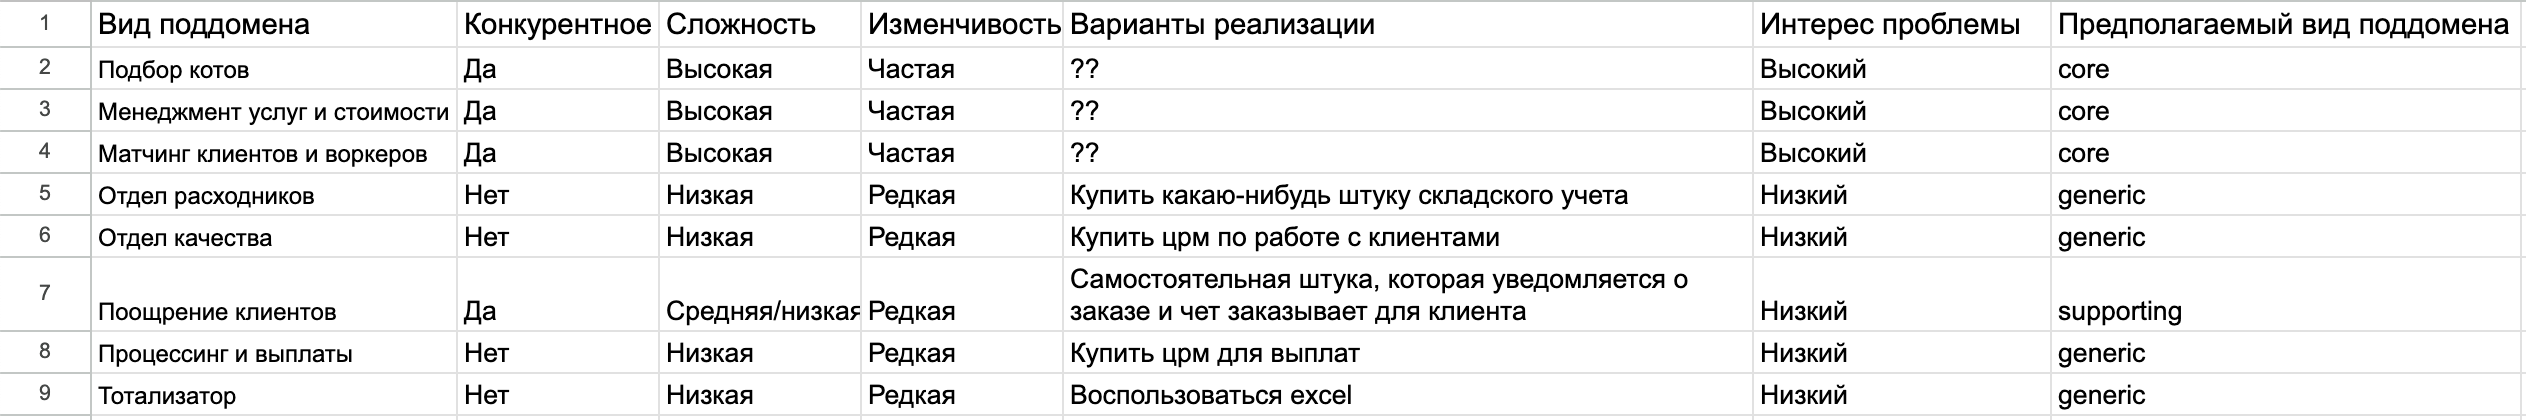 1 Вид поддомена Конкурентное Сложность Изменчивость Варианты реализации Интерес проблемы Предполагаемый вид поддомена
2 Подбор котов Да Высокая Частая ?? Высокий core
3 Менеджмент услуг и стоимости Да Высокая Частая ?? Высокий core
4 Матчинг клиентов и воркеров Да Высокая Частая ?? Высокий core
5 Отдел расходников Нет Низкая Редкая Купить какаю-нибудь штуку складского учета Низкий generic
6 Отдел качества Нет Низкая Редкая Купить црм по работе с клиентами Низкий generic
7 Поощрение клиентов Да Средняя/низкая Редкая Самостоятельная штука, которая уведомляется о
заказе и чет заказывает для клиента Низкий supporting
8 Процессинг и выплаты Нет Низкая Редкая Купить црм для выплат Низкий generic
9 Тотализатор Нет Низкая Редкая Воспользоваться excel Низкий generic